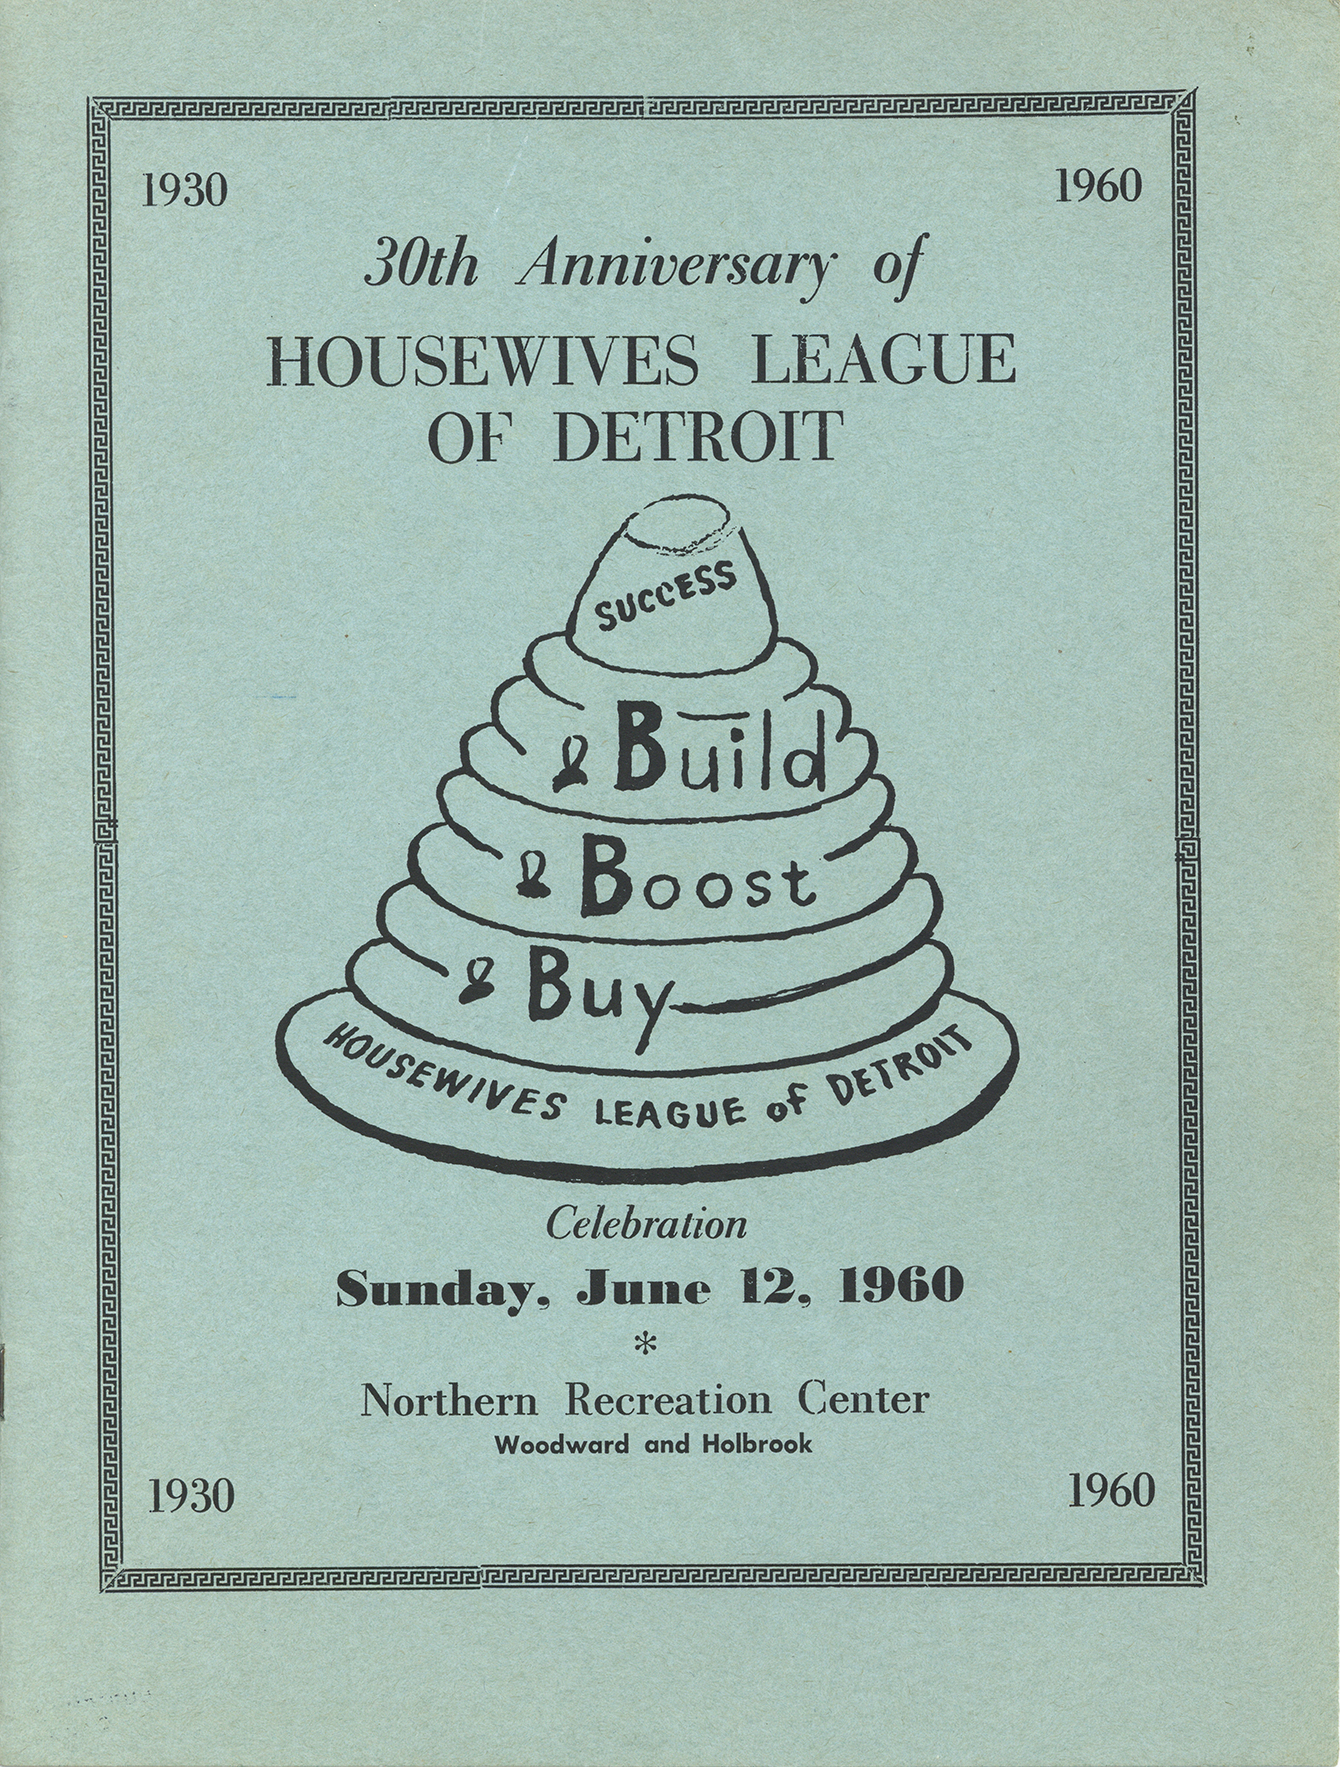 1930 1960
30th Anniversary of
HOUSEWIVES LEAGUE
OF DETROIT
SUCCESS
& Build
& Boost
& Buy
HOUSEWIVES LEAGUE of DETROIT
Celebration
Sunday, June 12, 1960
*
Northern Recreation Center
Woodward and Holbrook
1930 1960